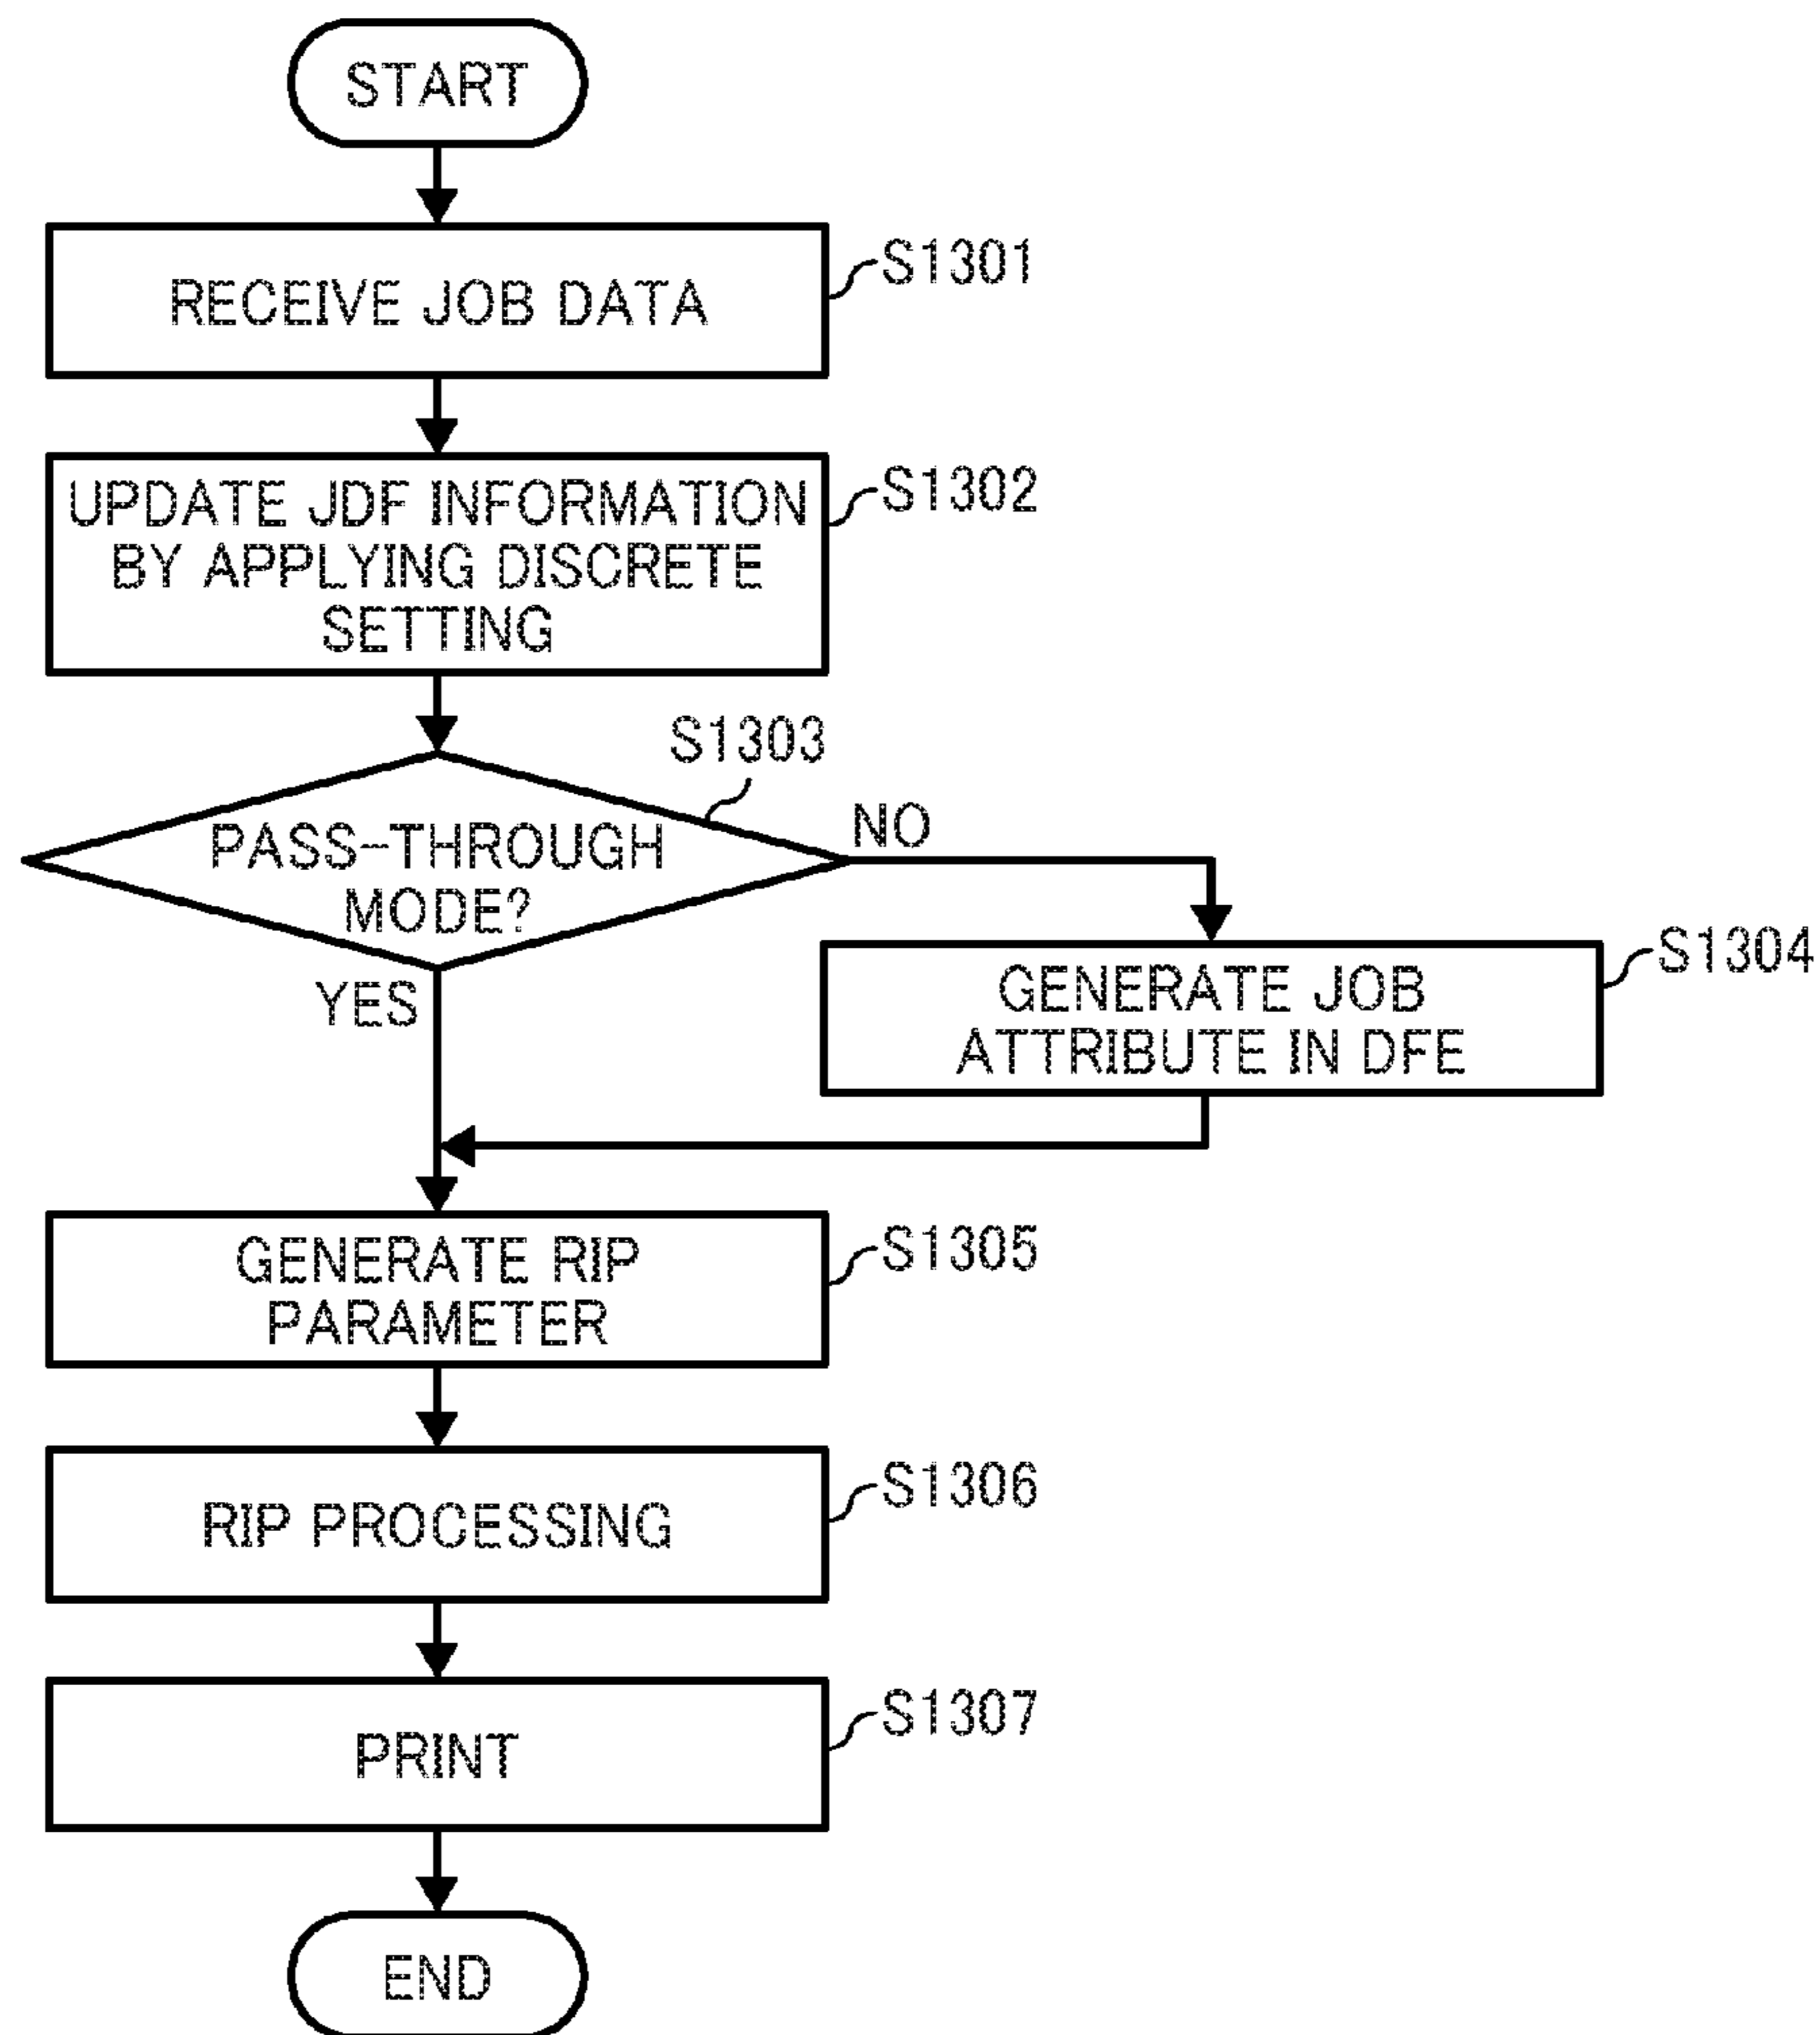 START
RECEIVE JOB DATA
S1301
UPDATE JDF INFORMATION
BY APPLYING DISCRETE
SETTING
S1302
S1303
PASS-THROUGH
MODE?
NO
YES
GENERATE JOB
ATTRIBUTE IN DFE
S1304
GENERATE RIP
PARAMETER
S1305
RIP PROCESSING
S1306
PRINT
S1307
END